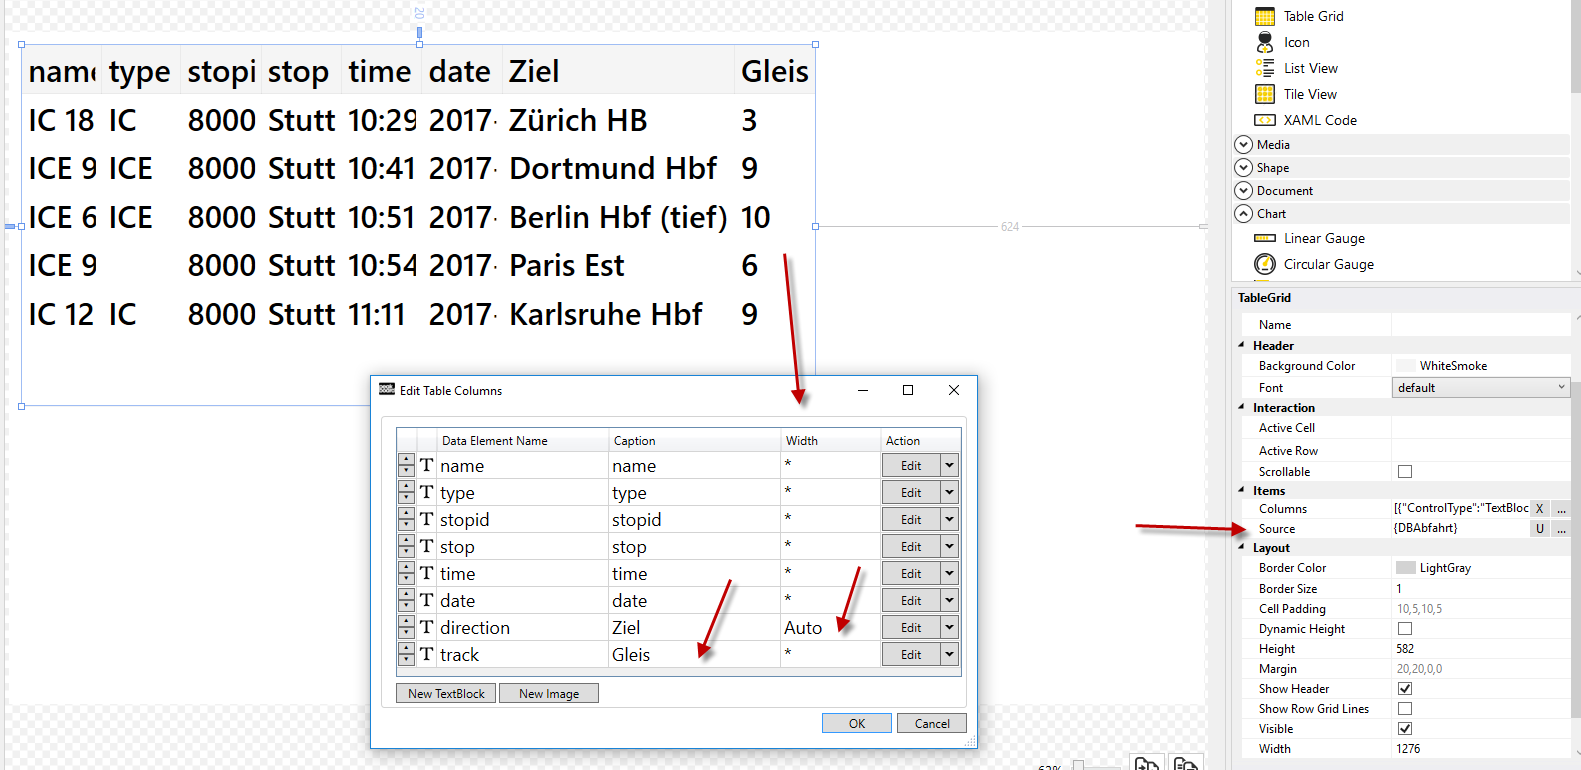 20
name type stopi stop time date Ziel Gleis
IC 18 IC 8000 Stutt 10:29 2017- Zürich HB 3
ICE 9 ICE 8000 Stutt 10:41 2017- Dortmund Hbf 9
ICE 6 ICE 8000 Stutt 10:51 2017- Berlin Hbf (tief) 10
ICE 9 8000 Stutt 10:54 2017- Paris Est 6
IC 12 IC 8000 Stutt 11:11 2017- Karlsruhe Hbf 9
624
Edit Table Columns
Data Element Name Caption Width Action
T name name * Edit
T type type * Edit
T stopid stopid * Edit
T stop stop * Edit
T time time * Edit
T date date * Edit
T direction Ziel Auto Edit
T track Gleis * Edit
New TextBlock New Image
OK Cancel
Table Grid
Icon
List View
Tile View
XAML Code
Media
Shape
Document
Chart
Linear Gauge
Circular Gauge
TableGrid
Name
Header
Background Color WhiteSmoke
Font default
Interaction
Active Cell
Active Row
Scrollable
Items
Columns [{"ControlType":"TextBloc X ...
Source {DBAbfahrt} U ...
Layout
Border Color LightGray
Border Size 1
Cell Padding 10,5,10,5
Dynamic Height
Height 582
Margin 20,20,0,0
Show Header
Show Row Grid Lines
Visible
Width 1276